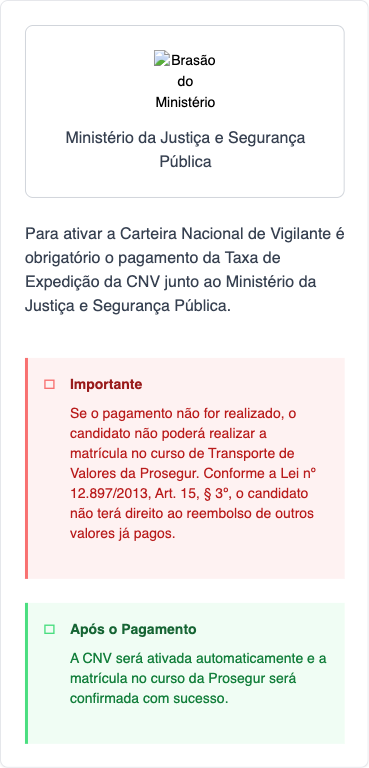 Brasão
do
Ministério
Ministério da Justiça e Segurança
Pública
Para ativar a Carteira Nacional de Vigilante é
obrigatório o pagamento da Taxa de
Expedição da CNV junto ao Ministério da
Justiça e Segurança Pública.
Importante
Se o pagamento não for realizado, o
candidato não poderá realizar a
matrícula no curso de Transporte de
Valores da Prosegur. Conforme a Lei nº
12.897/2013, Art. 15, § 3º, o candidato
não terá direito ao reembolso de outros
valores já pagos.
Após o Pagamento
A CNV será ativada automaticamente e a
matrícula no curso da Prosegur será
confirmada com sucesso.